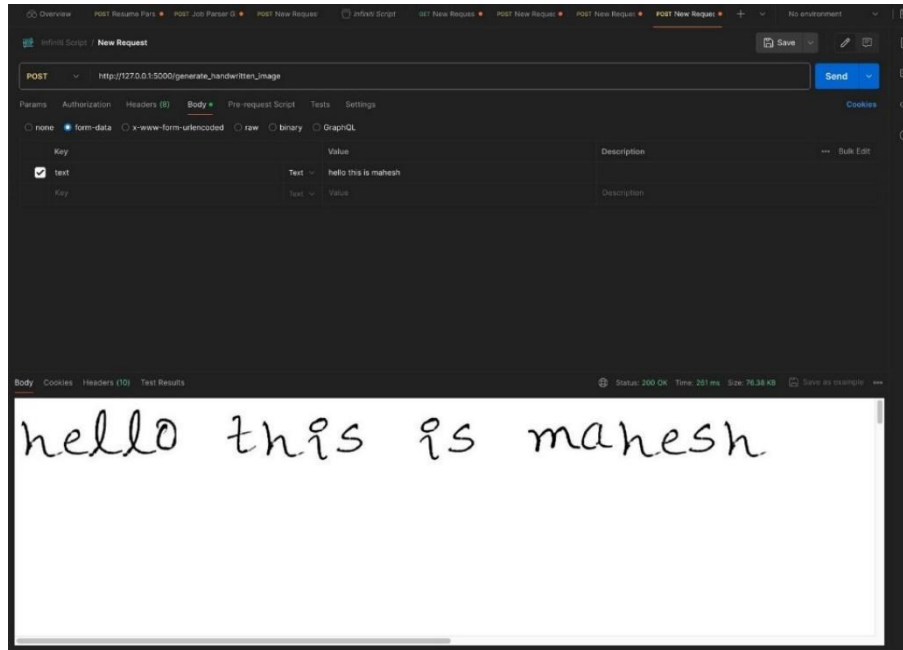 Overview POST Resume Pars. POST Job Parser G POST New Reques Infiniti Script GET New Reques POST New Reques POST New Reques POST New Reques + No environment
Infiniti Script / New Request Save
POST http://127.0.0.1:5000/generate_handwritten_image Send
Params Authorization Headers (8) Body Pre-request Script Tests Settings Cookies
none form-data x-www-form-urlencoded raw binary GraphQL
Key Value Description ••• Bulk Edit
text Text hello this is mahesh
Key Text Value Description
Body Cookies Headers (10) Test Results Status: 200 OK Time: 251 ms Size: 76.38 KB Save as example •••
hello this is mahesh